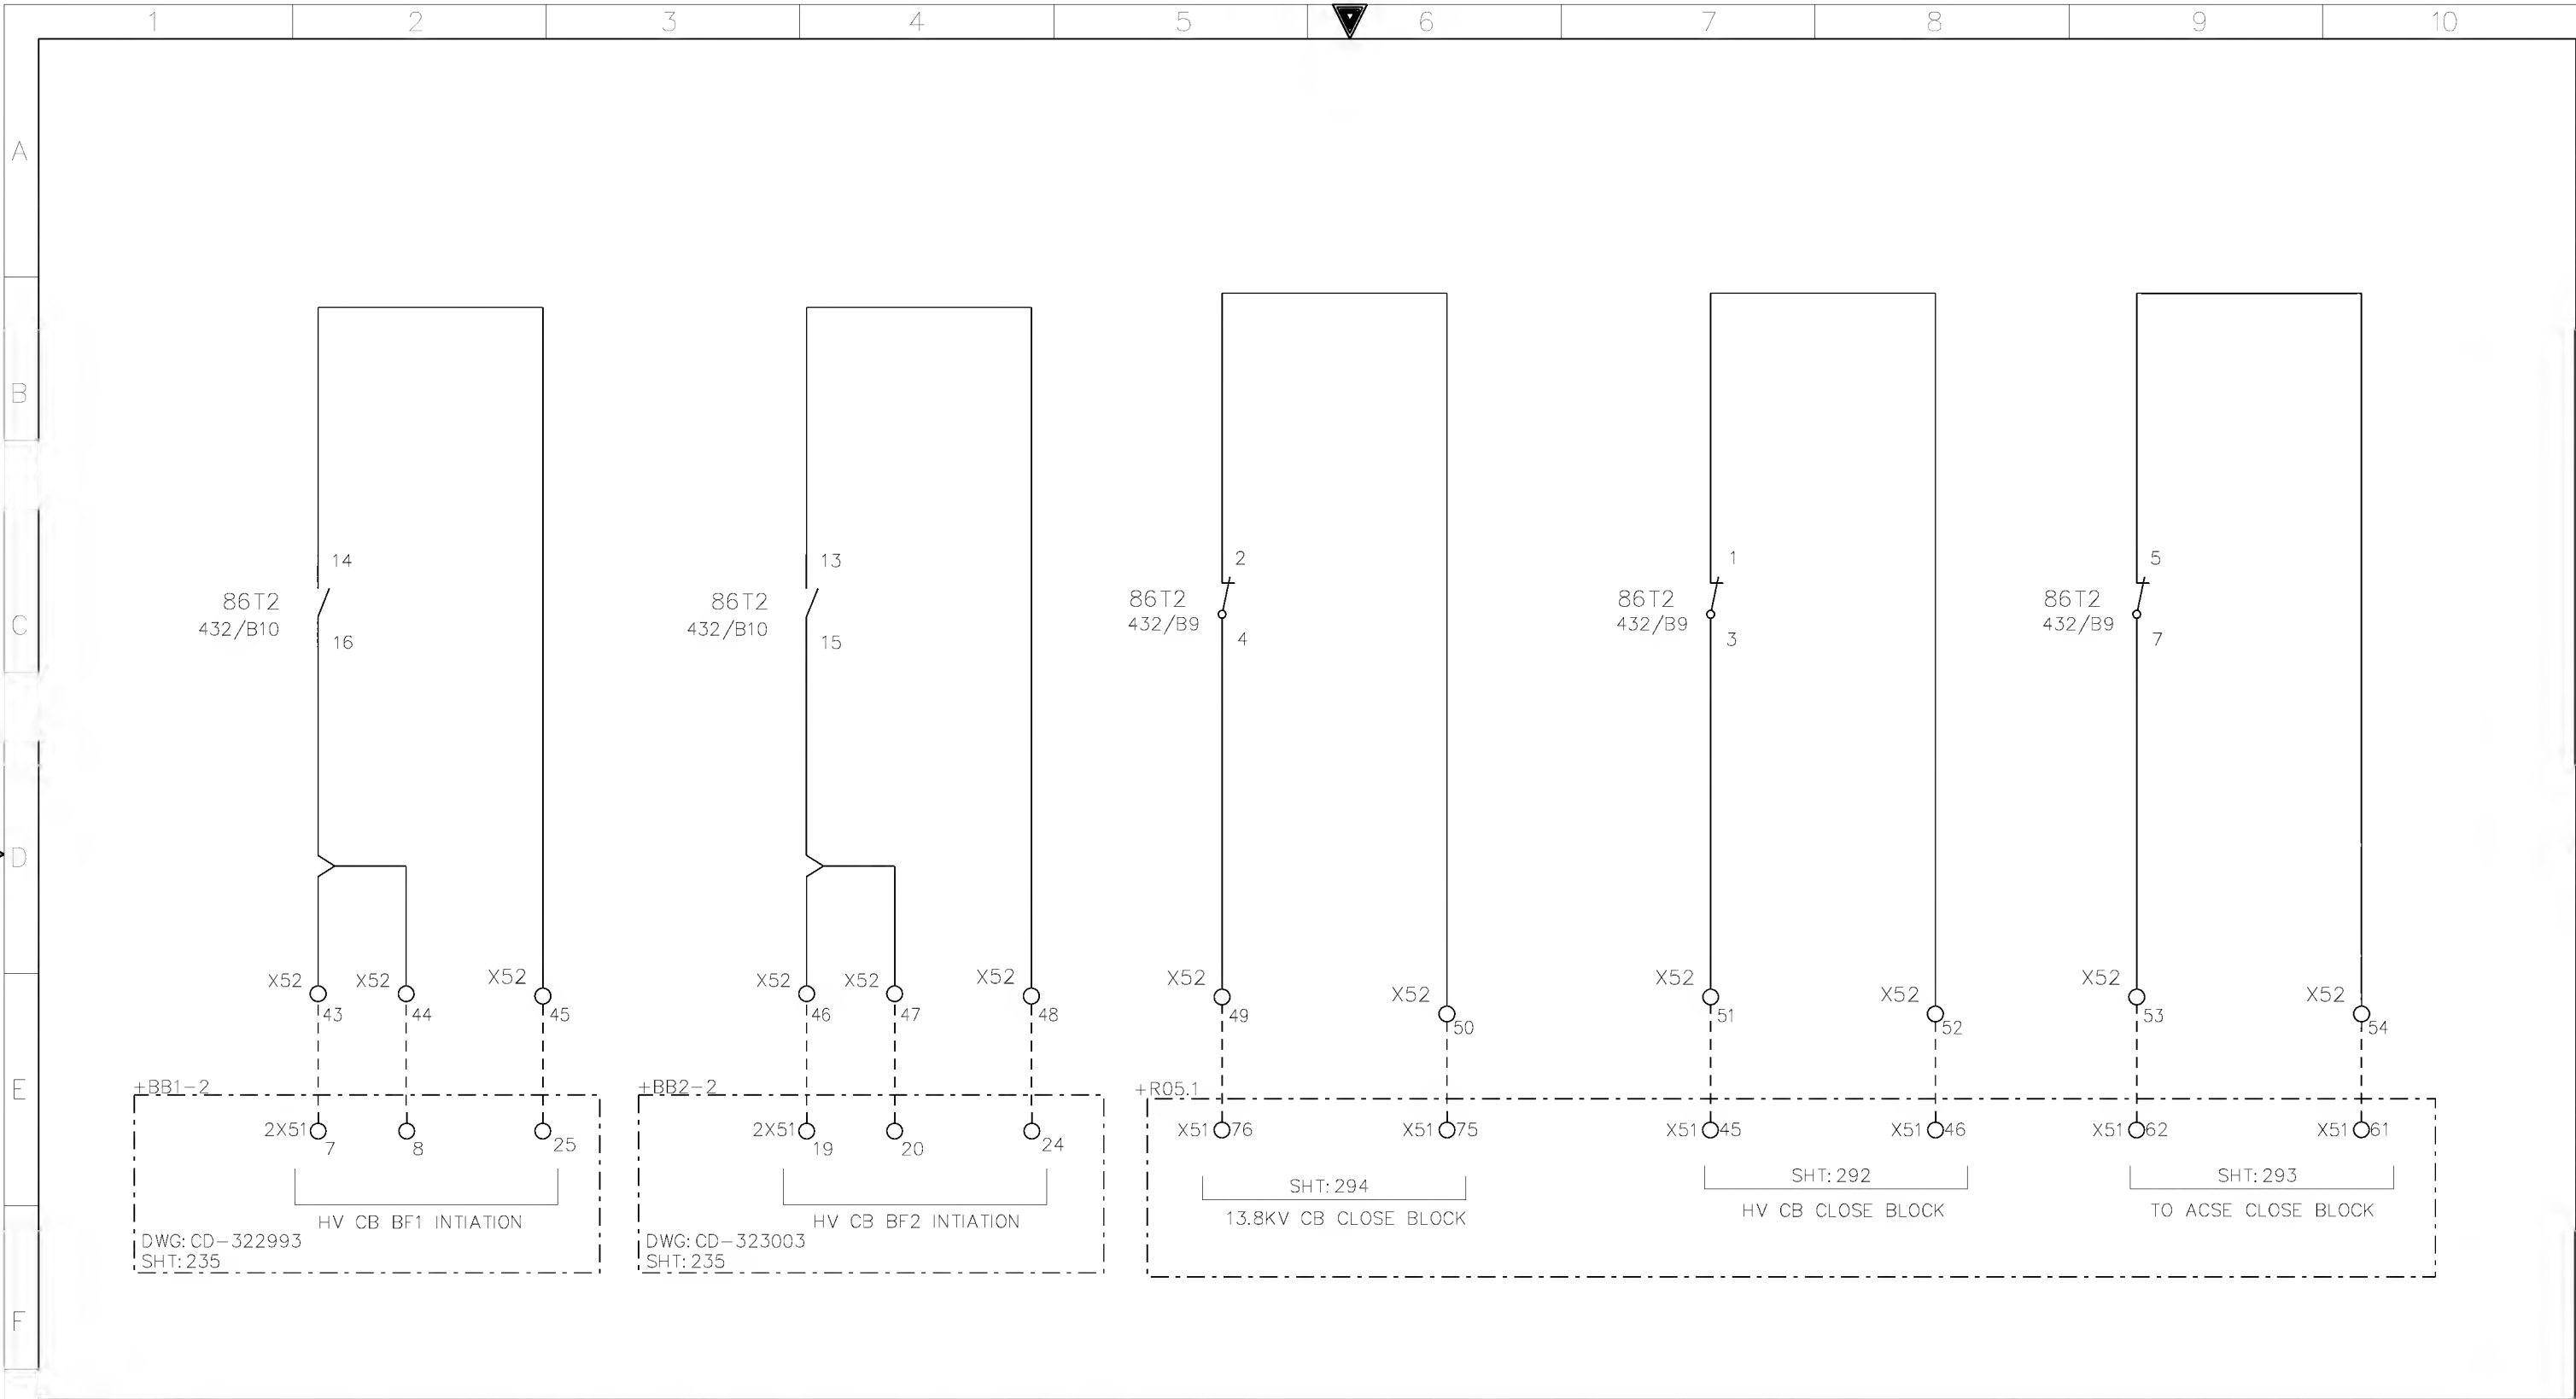 1 2 3 4 5 6 7 8 9 10
A
B
C
D
E
F
14
86T2
432/B10
16
13
86T2
432/B10
15
2
86T2
432/B9
4
1
86T2
432/B9
3
5
86T2
432/B9
7
X52 43
X52 44
X52 45
X52 46
X52 47
X52 48
X52 49
X52 50
X52 51
X52 52
X52 53
X52 54
+BB1-2
2X51 7 8 25
HV CB BF1 INTIATION
DWG: CD-322993
SHT: 235
+BB2-2
2X51 19 20 24
HV CB BF2 INTIATION
DWG: CD-323003
SHT: 235
+R05.1
X51 76 X51 75
SHT: 294
13.8KV CB CLOSE BLOCK
X51 45 X51 46
SHT: 292
HV CB CLOSE BLOCK
X51 62 X51 61
SHT: 293
TO ACSE CLOSE BLOCK